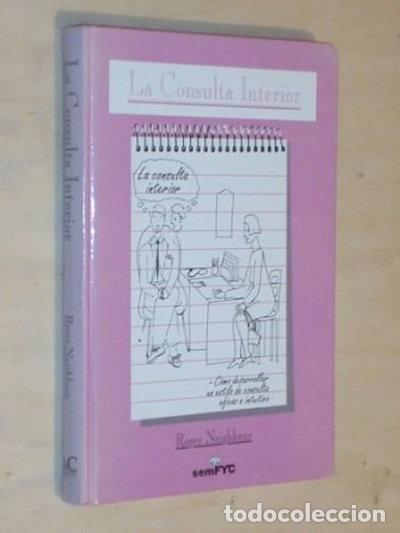 La Consulta Interior
La consulta
interior
- Cómo desarrollar
un estilo de consulta
eficaz e intuitivo
Roger Neighbour
semFYC
La Consulta Interior
Roger Neighbour
todocoleccion.net